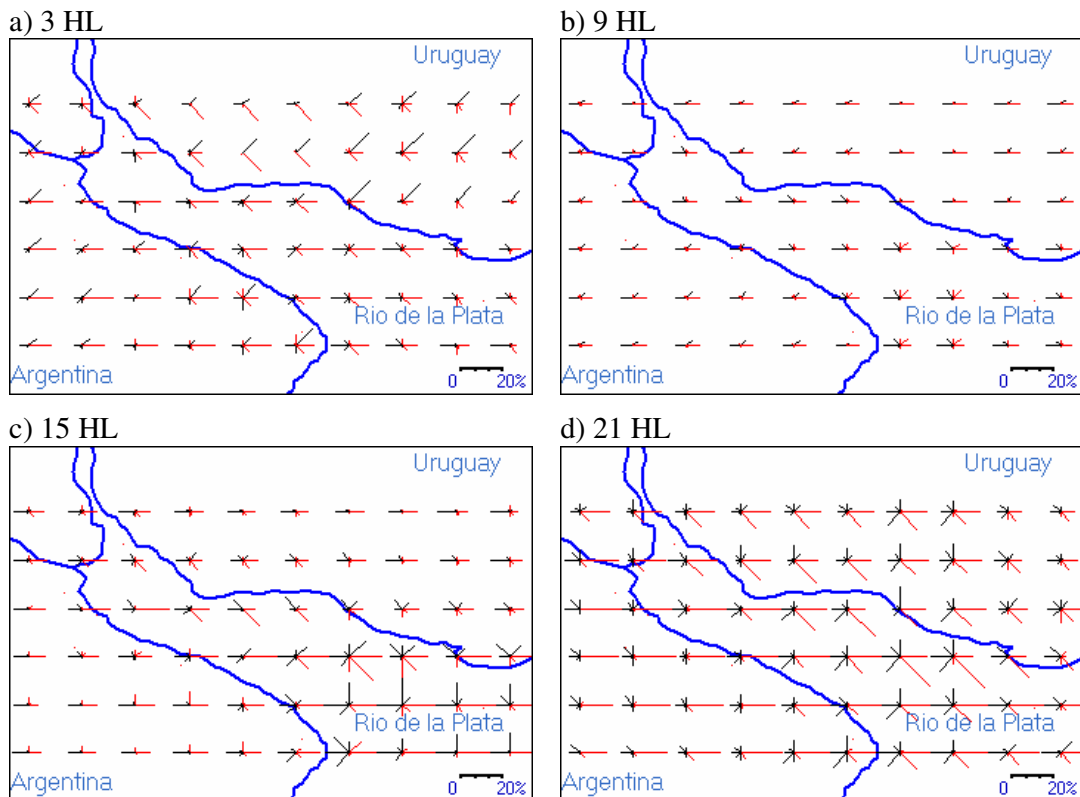 a) 3 HL
Uruguay
Rio de la Plata
Argentina
0 20%
b) 9 HL
Uruguay
Rio de la Plata
Argentina
0 20%
c) 15 HL
Uruguay
Rio de la Plata
Argentina
0 20%
d) 21 HL
Uruguay
Rio de la Plata
Argentina
0 20%